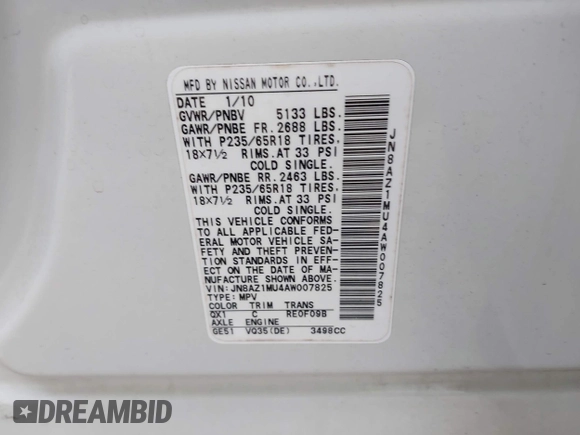 MFD BY NISSAN MOTOR CO.,LTD.
DATE 1/10
GVWR/PNBV 5133 LBS.
GAWR/PNBE FR. 2688 LBS.
WITH P235/65R18 TIRES.
18X7½ RIMS.AT 33 PSI
COLD SINGLE.
GAWR/PNBE RR. 2463 LBS.
WITH P235/65R18 TIRES.
18X7½ RIMS.AT 33 PSI
COLD SINGLE.
THIS VEHICLE CONFORMS
TO ALL APPLICABLE FED-
ERAL MOTOR VEHICLE SA-
FETY AND THEFT PREVENTION
STANDARDS IN EFFECT
ON THE DATE OF MA-
NUFACTURE SHOWN ABOVE.
VIN: JN8AZ1MU4AW007825
TYPE: MPV
COLOR TRIM TRANS
QX1 C RE0F09B
AXLE ENGINE
GE51 VQ35(DE) 3498CC
JN8AZ1MU4AW007825
DREAMBID